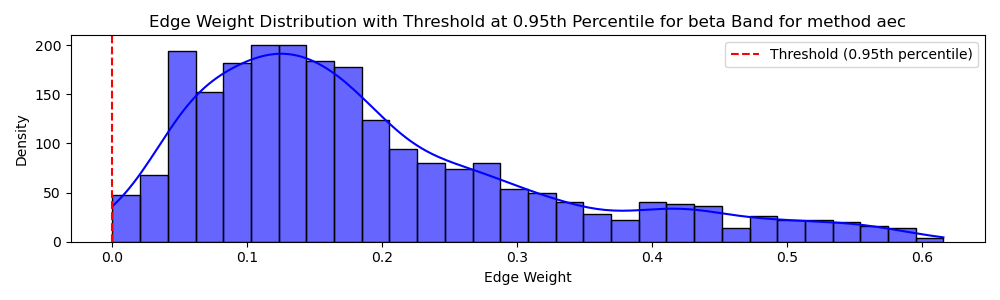 Edge Weight Distribution with Threshold at 0.95th Percentile for beta Band for method aec
Threshold (0.95th percentile)
Density
200
150
100
50
0
0.0 0.1 0.2 0.3 0.4 0.5 0.6
Edge Weight